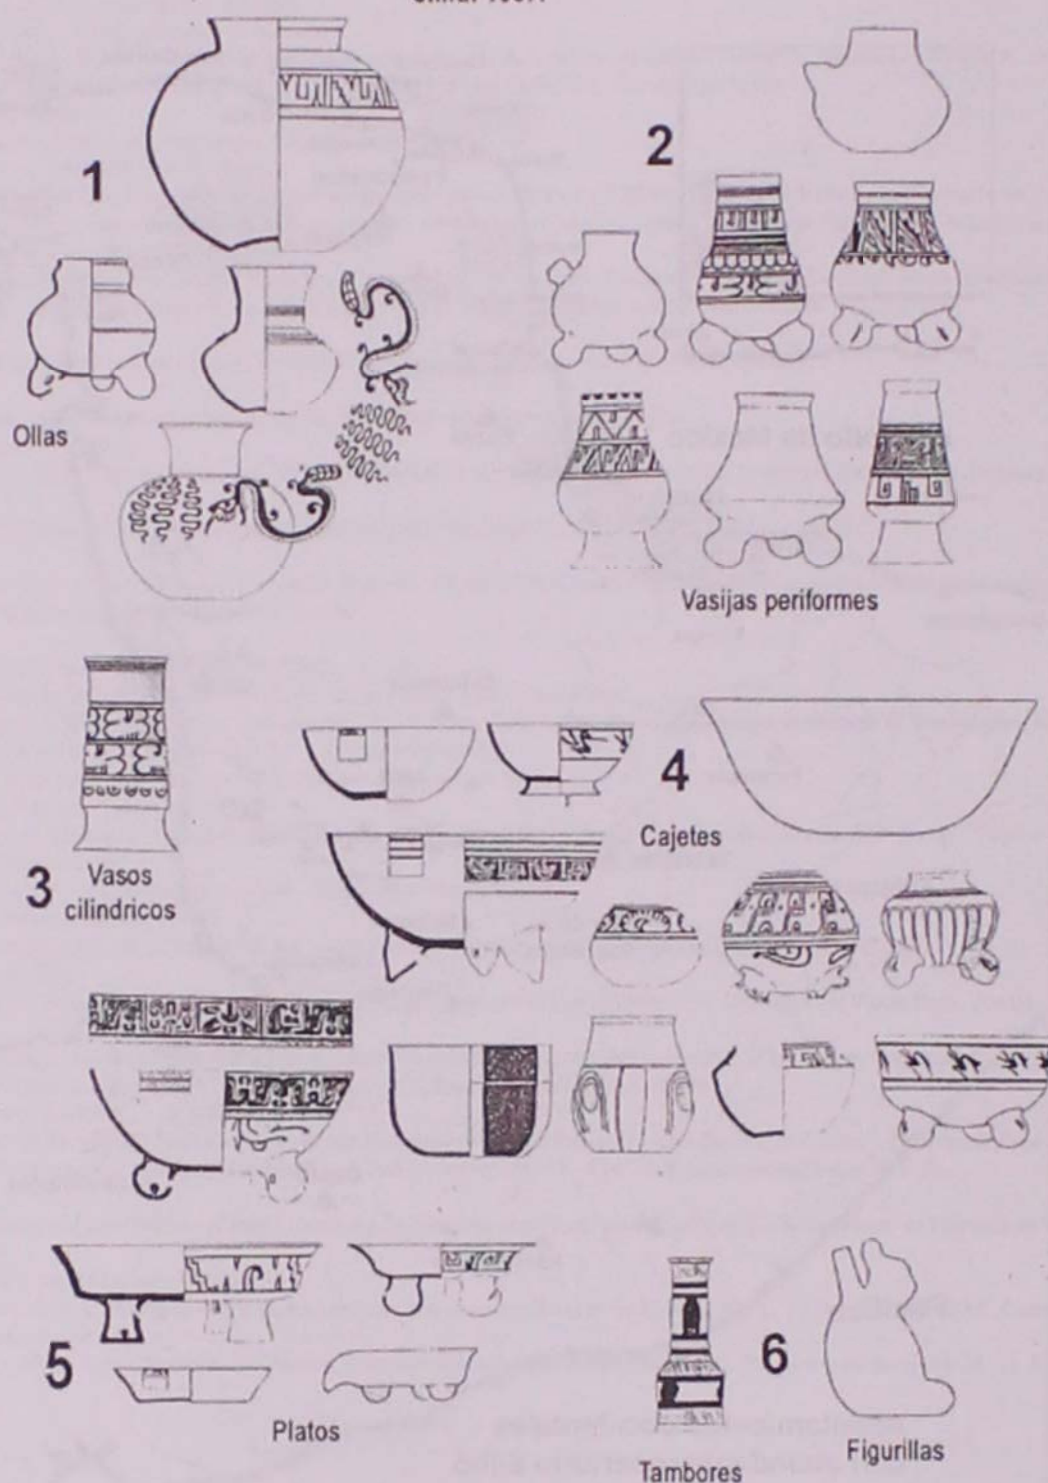 1
2
Ollas
Vasijas periformes
3
Vasos
cilindricos
4
Cajetes
5
Platos
Tambores
6
Figurillas